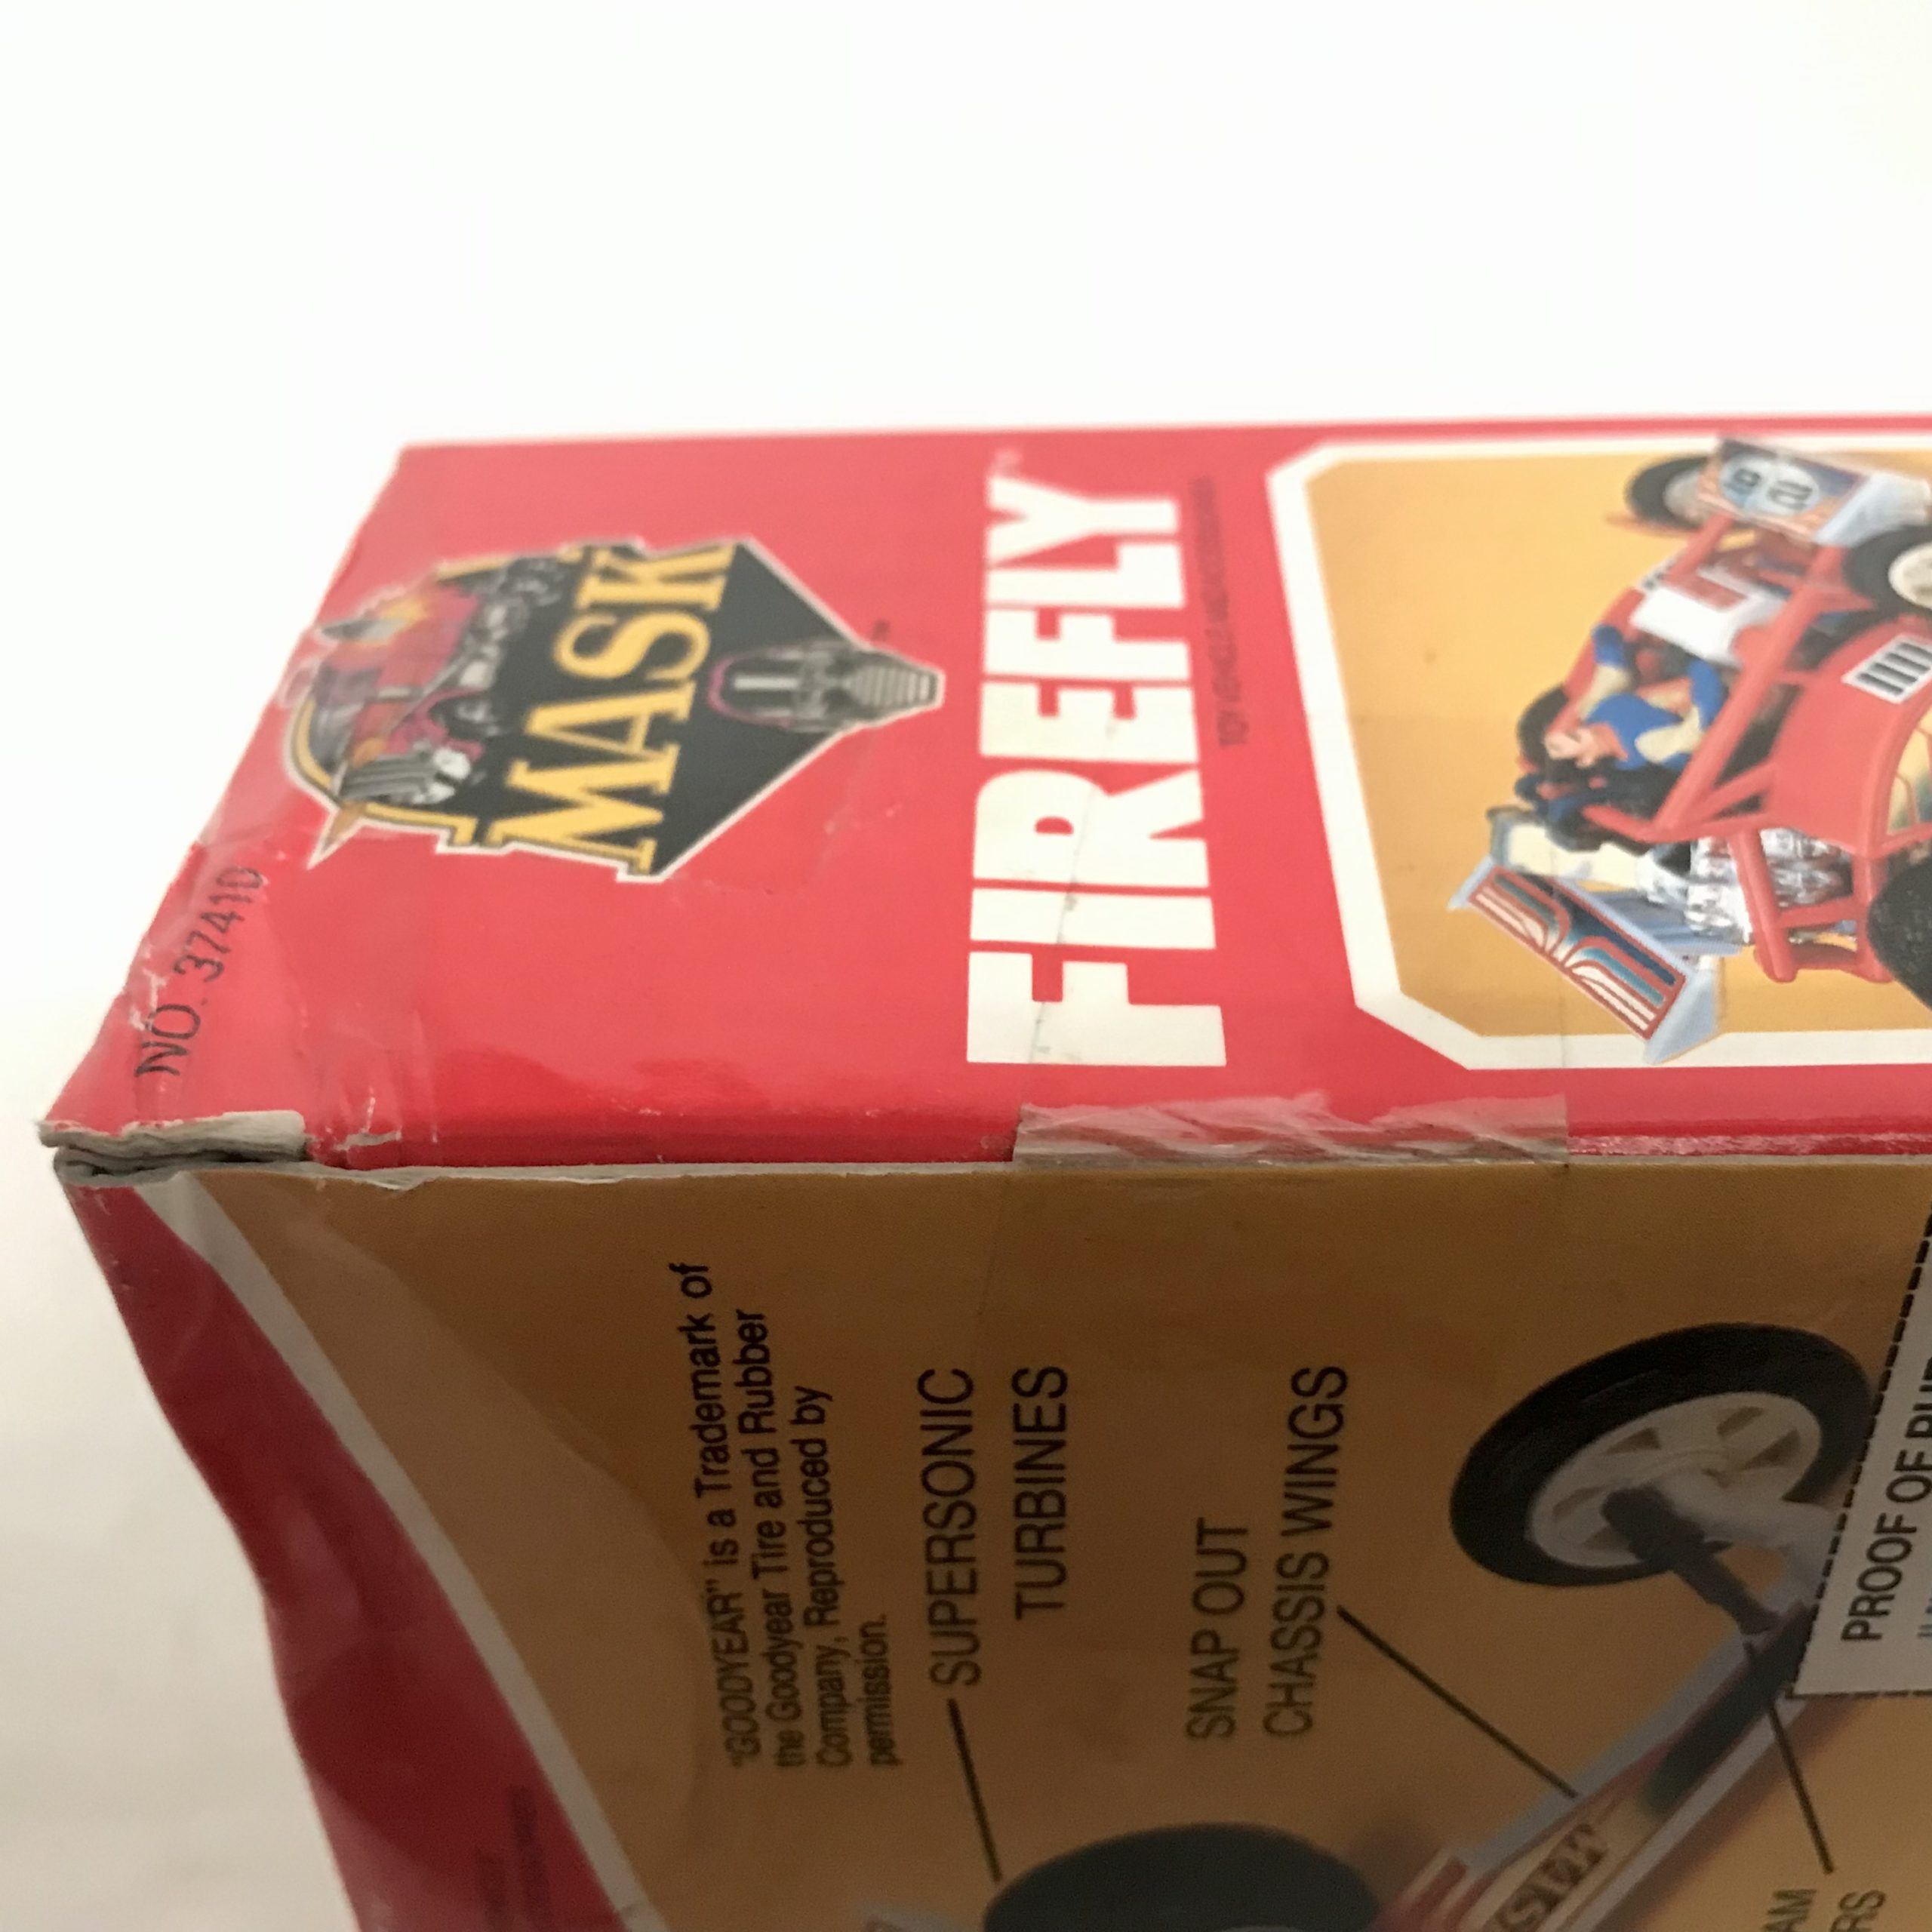 NO. 37410
MASK
FIREFLY
"GOODYEAR" is a Trademark of
the Goodyear Tire and Rubber
Company, Reproduced by
permission.
SUPERSONIC
TURBINES
SNAP OUT
CHASSIS WINGS
PROOF OF